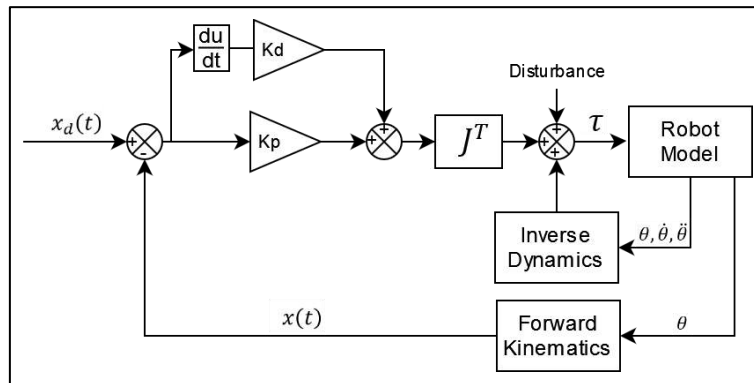 du
dt
Kd
Disturbance
x_d(t)
+
-
Kp
+
+
J^T
+
+
+
τ
Robot
Model
Inverse
Dynamics
θ, θ̇, θ̈
x(t)
Forward
Kinematics
θ